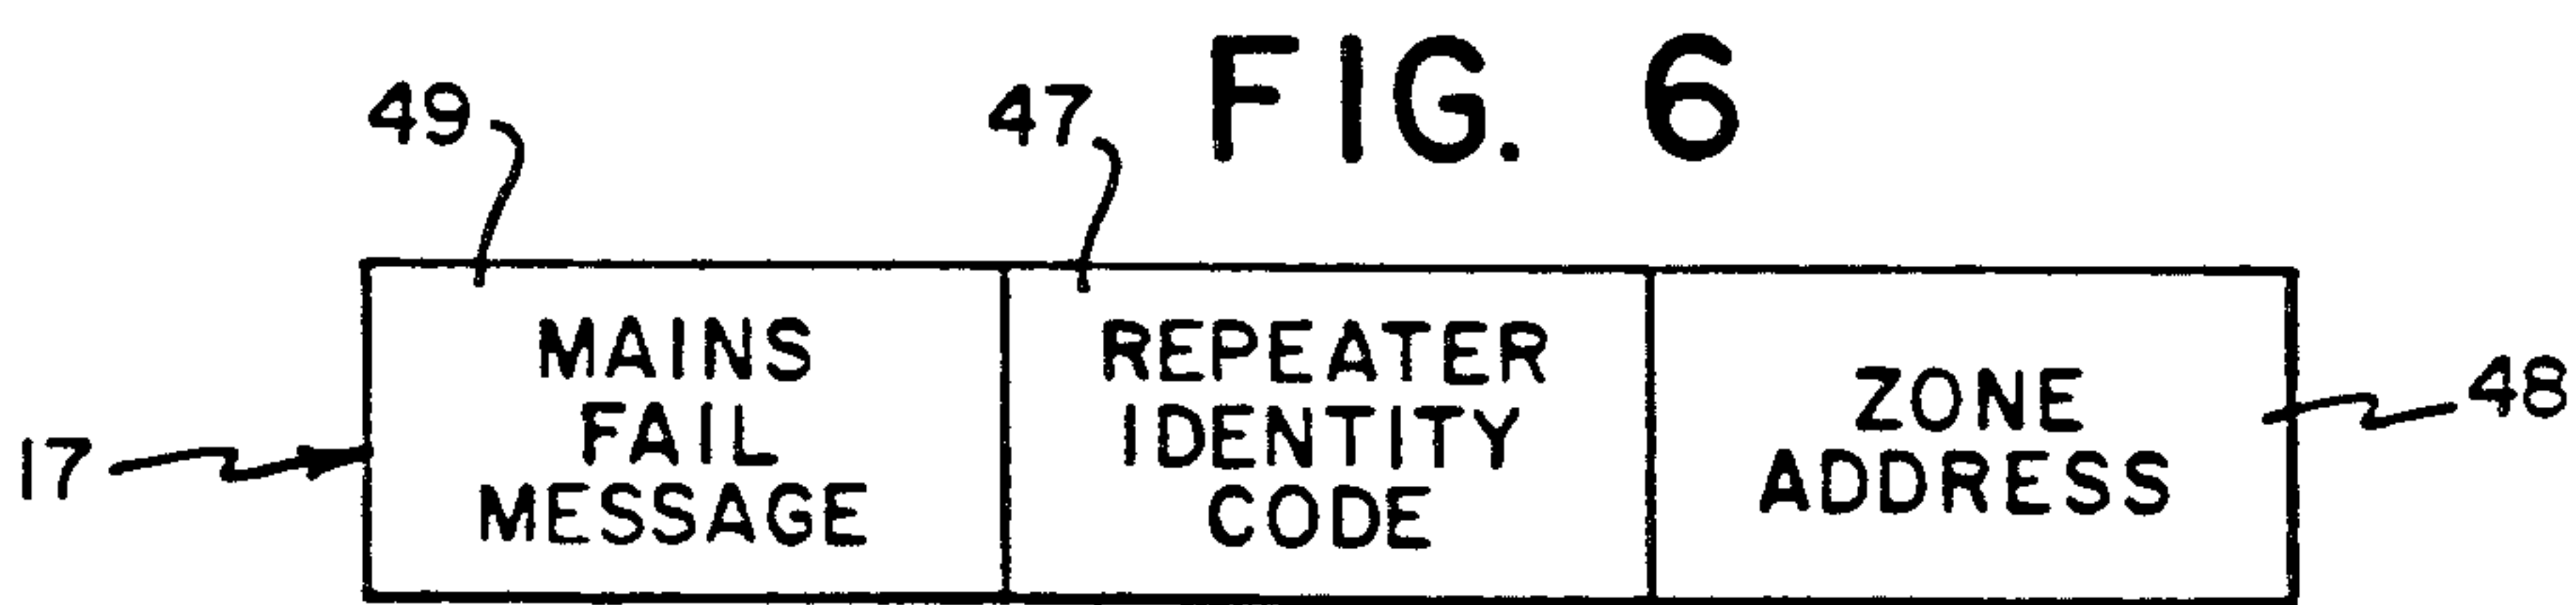 FIG. 6
49
47
MAINS
FAIL
MESSAGE
REPEATER
IDENTITY
CODE
ZONE
ADDRESS
17
48